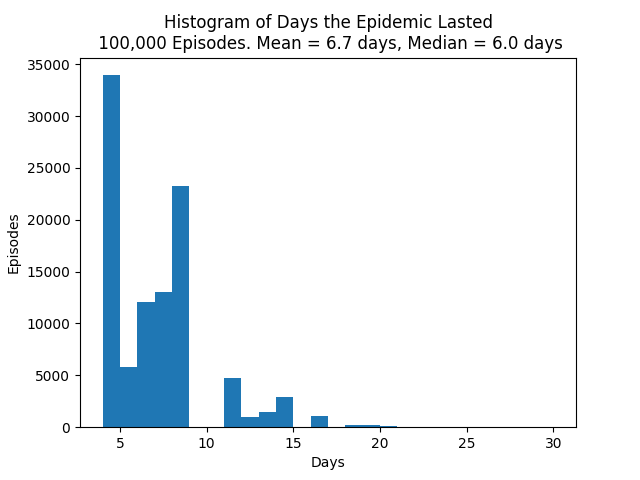 Histogram of Days the Epidemic Lasted
100,000 Episodes. Mean = 6.7 days, Median = 6.0 days
35000
30000
25000
20000
15000
10000
5000
0
Episodes
5 10 15 20 25 30
Days